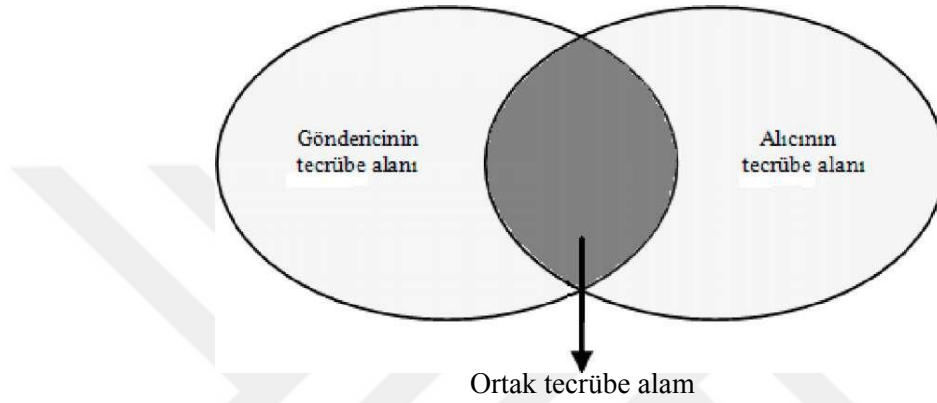 Göndericinin
tecrübe alanı
Alıcının
tecrübe alanı
Ortak tecrübe alam